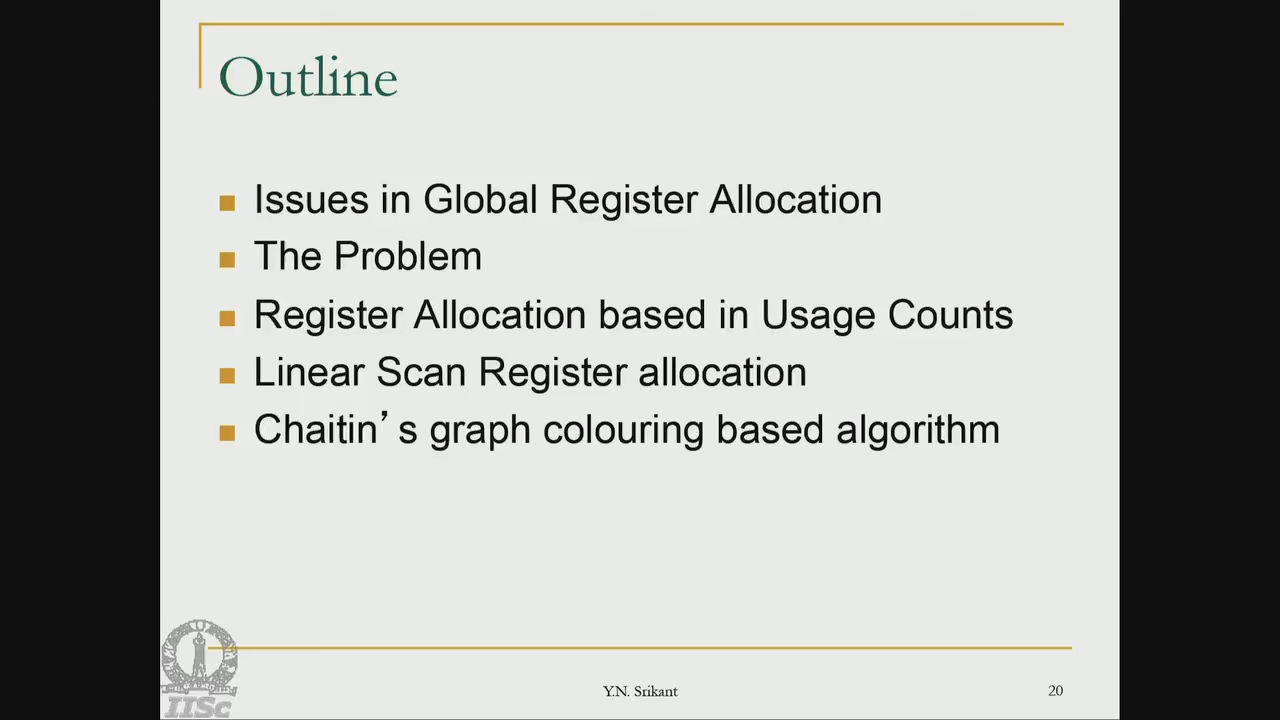 Outline
Issues in Global Register Allocation
The Problem
Register Allocation based in Usage Counts
Linear Scan Register allocation
Chaitin’s graph colouring based algorithm
IISc
Y.N. Srikant
20